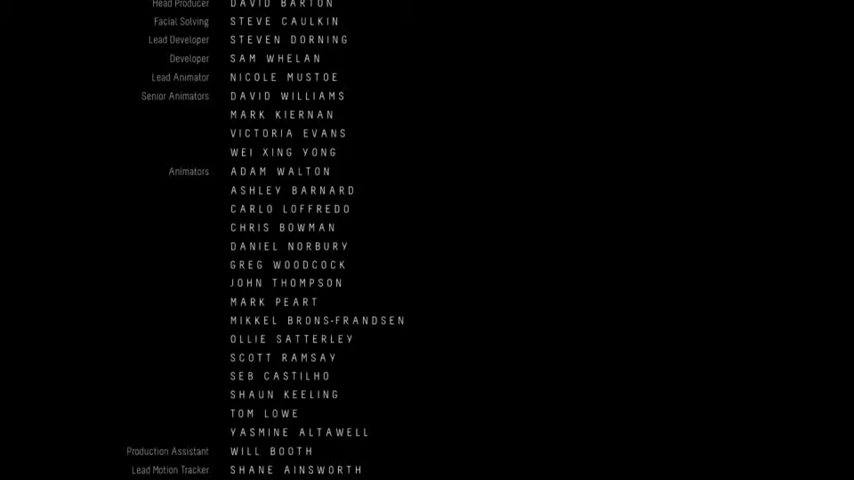 Head Producer DAVID BARTON
Facial Solving STEVE CAULKIN
Lead Developer STEVEN DORNING
Developer SAM WHELAN
Lead Animator NICOLE MUSTOE
Senior Animators DAVID WILLIAMS
MARK KIERNAN
VICTORIA EVANS
WEI XING YONG
Animators ADAM WALTON
ASHLEY BARNARD
CARLO LOFFREDO
CHRIS BOWMAN
DANIEL NORBURY
GREG WOODCOCK
JOHN THOMPSON
MARK PEART
MIKKEL BRONS-FRANDSEN
OLLIE SATTERLEY
SCOTT RAMSAY
SEB CASTILHO
SHAUN KEELING
TOM LOWE
YASMINE ALTAWELL
Production Assistant WILL BOOTH
Lead Motion Tracker SHANE AINSWORTH